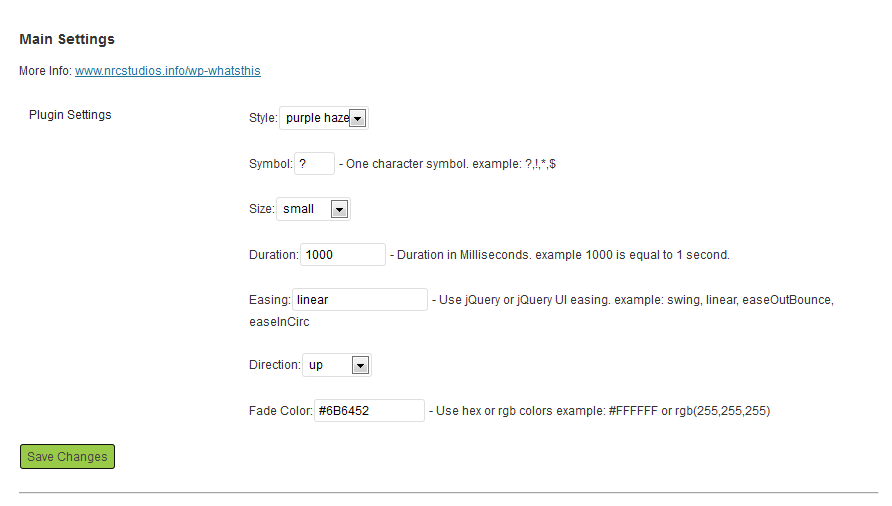 Main Settings
More Info: www.nrcstudios.info/wp-whatsthis
Plugin Settings
Style: purple haze
Symbol: ? - One character symbol. example: ?,!,*,$
Size: small
Duration: 1000 - Duration in Milliseconds. example 1000 is equal to 1 second.
Easing: linear - Use jQuery or jQuery UI easing. example: swing, linear, easeOutBounce,
easeInCirc
Direction: up
Fade Color: #6B6452 - Use hex or rgb colors example: #FFFFFF or rgb(255,255,255)
Save Changes